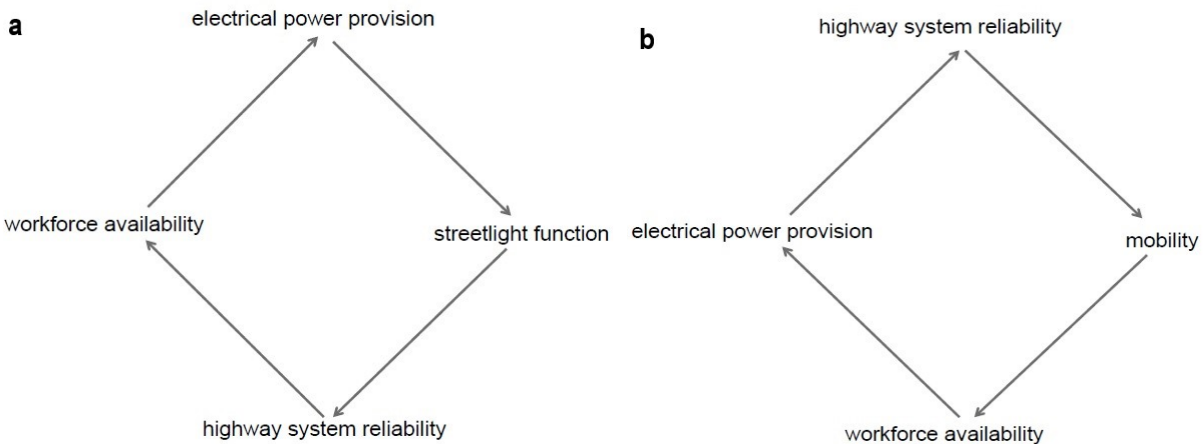 a
electrical power provision
workforce availability
streetlight function
highway system reliability
b
highway system reliability
electrical power provision
mobility
workforce availability